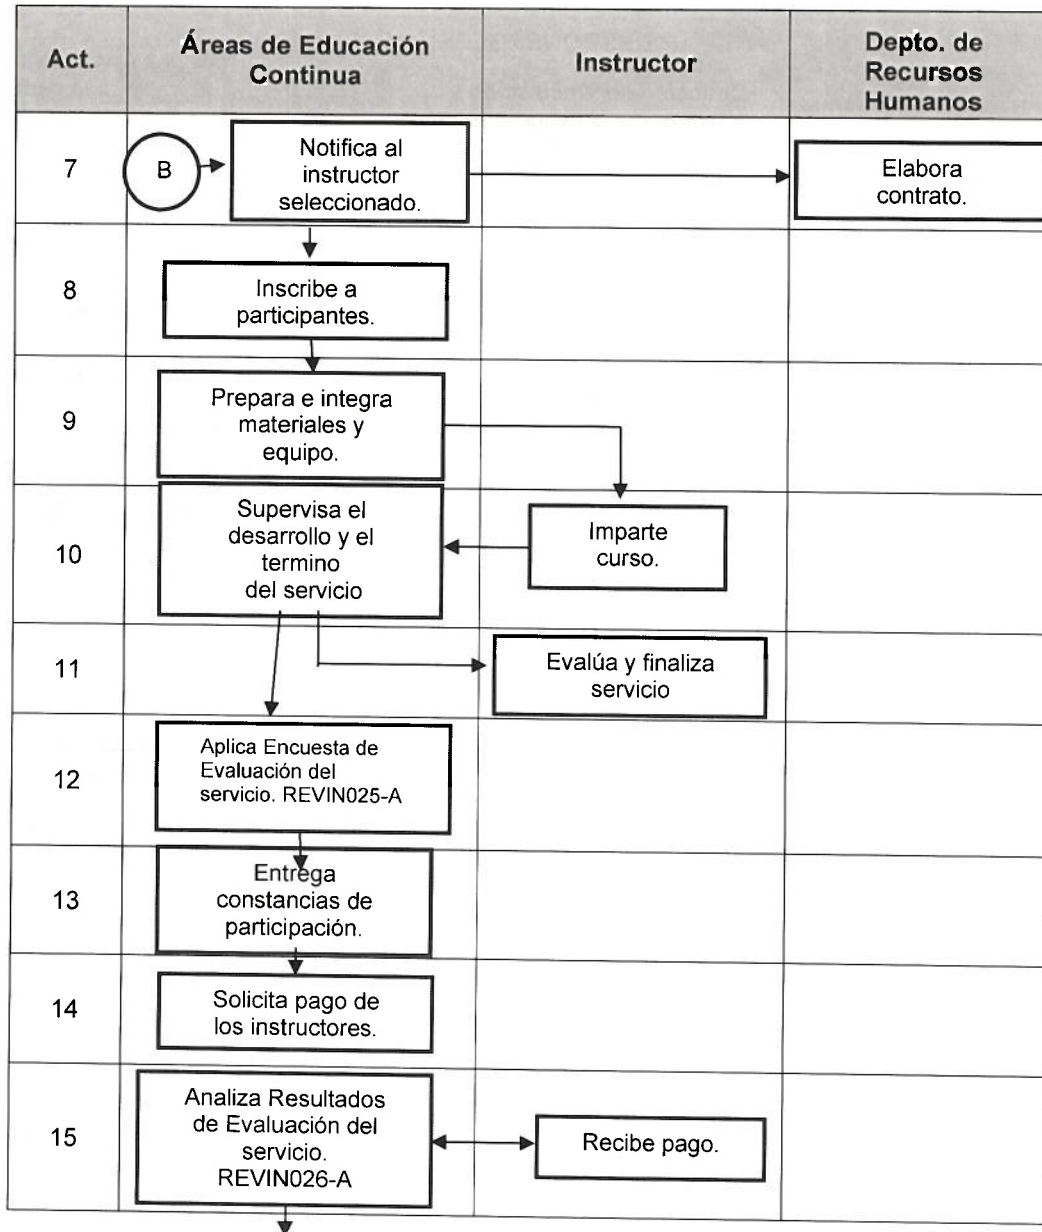 Act.
Áreas de Educación
Continua
Instructor
Depto. de
Recursos
Humanos
7
B
Notifica al
instructor
seleccionado.
Elabora
contrato.
8
Inscribe a
participantes.
9
Prepara e integra
materiales y
equipo.
10
Supervisa el
desarrollo y el
termino
del servicio
Imparte
curso.
11
Evalúa y finaliza
servicio
12
Aplica Encuesta de
Evaluación del
servicio. REVIN025-A
13
Entrega
constancias de
participación.
14
Solicita pago de
los instructores.
15
Analiza Resultados
de Evaluación del
servicio.
REVIN026-A
Recibe pago.